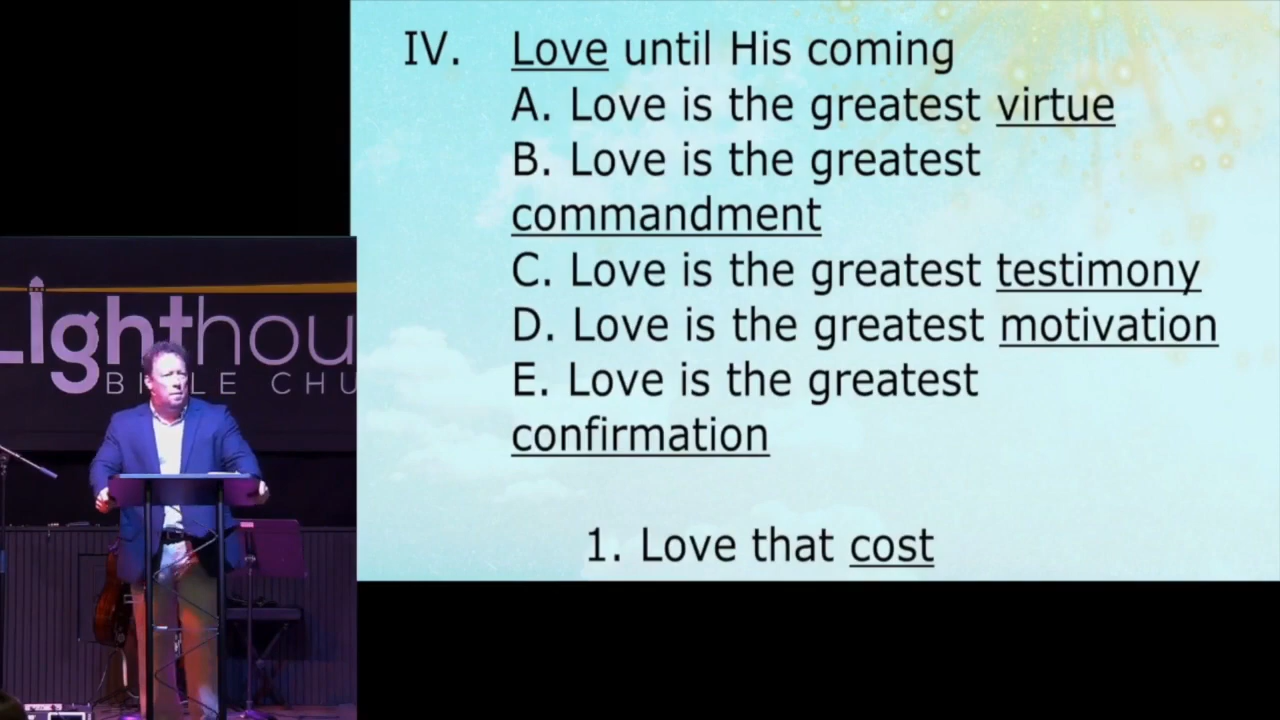 IV. Love until His coming
A. Love is the greatest virtue
B. Love is the greatest
commandment
C. Love is the greatest testimony
D. Love is the greatest motivation
E. Love is the greatest
confirmation
1. Love that cost
Lighthou
BIBLE CHU